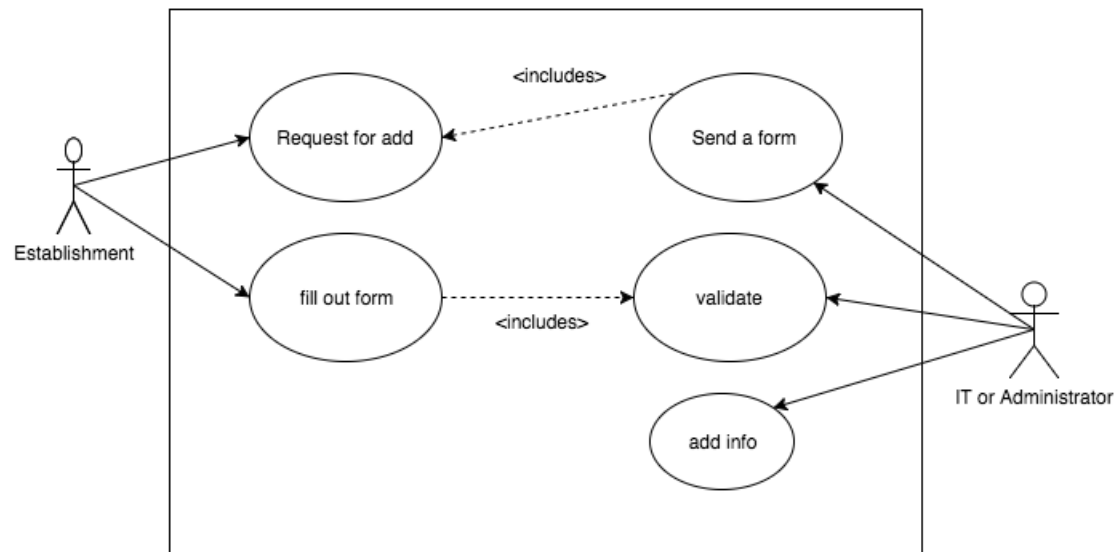 <includes>
Request for add
Send a form
Establishment
fill out form
validate
<includes>
IT or Administrator
add info